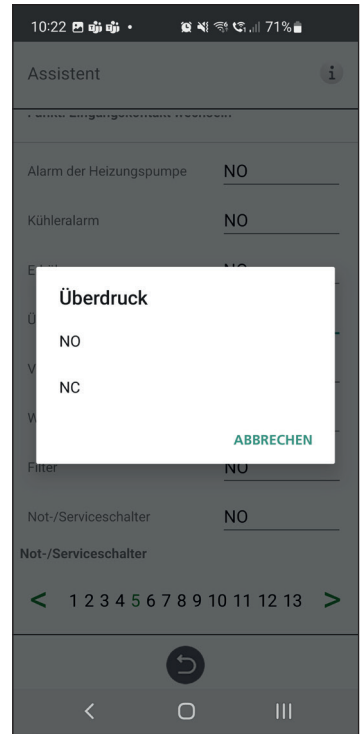 10:22 71%
Assistent i
Alarm der Heizungspumpe NO
Kühleralarm NO
Überdruck
NO
NC
ABBRECHEN
Filter NO
Not-/Serviceschalter NO
Not-/Serviceschalter
< 1 2 3 4 5 6 7 8 9 10 11 12 13 >